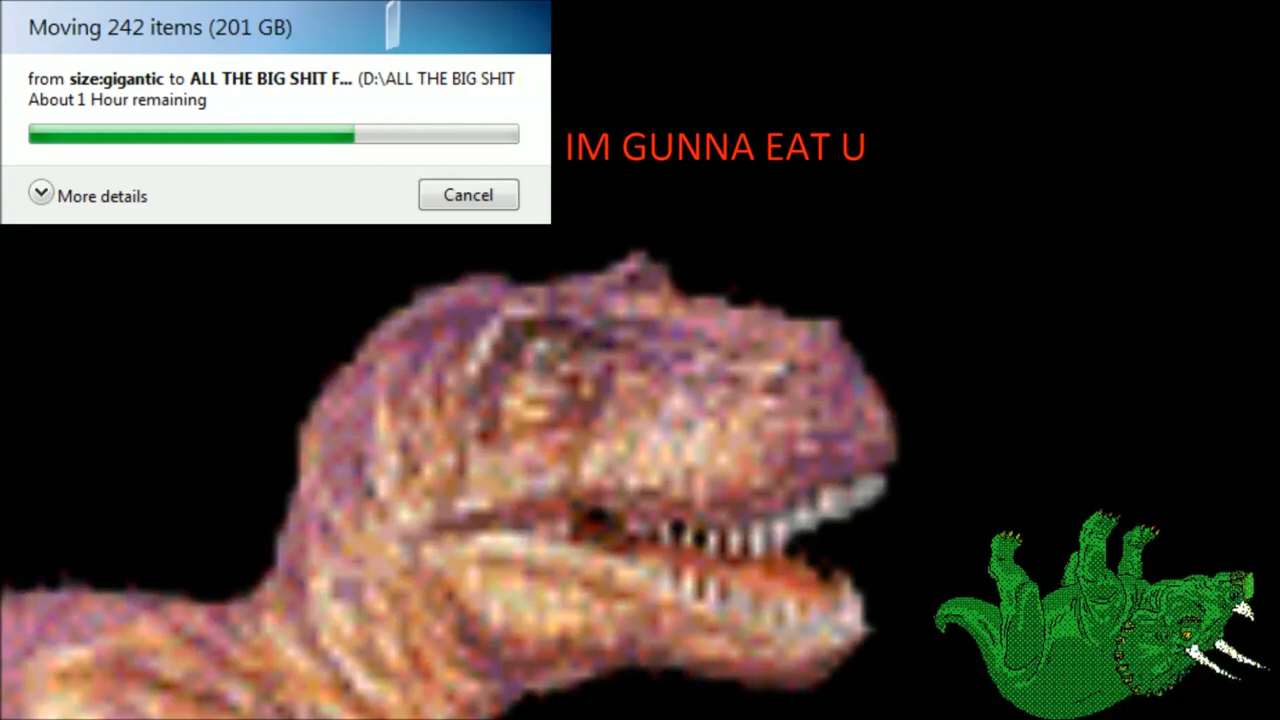 Moving 242 items (201 GB)
from size:gigantic to ALL THE BIG SHIT F... (D:\ALL THE BIG SHIT
About 1 Hour remaining
More details
Cancel
IM GUNNA EAT U